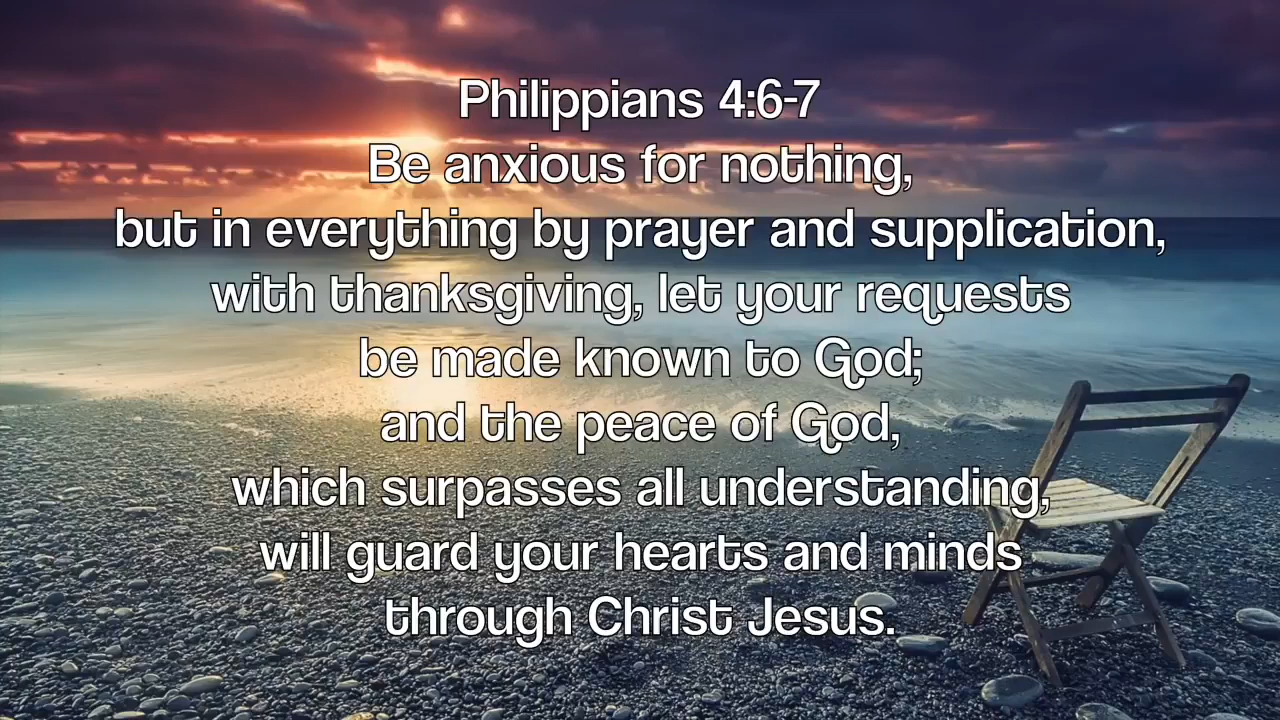 Philippians 4:6-7
Be anxious for nothing,
but in everything by prayer and supplication,
with thanksgiving, let your requests
be made known to God;
and the peace of God,
which surpasses all understanding,
will guard your hearts and minds
through Christ Jesus.